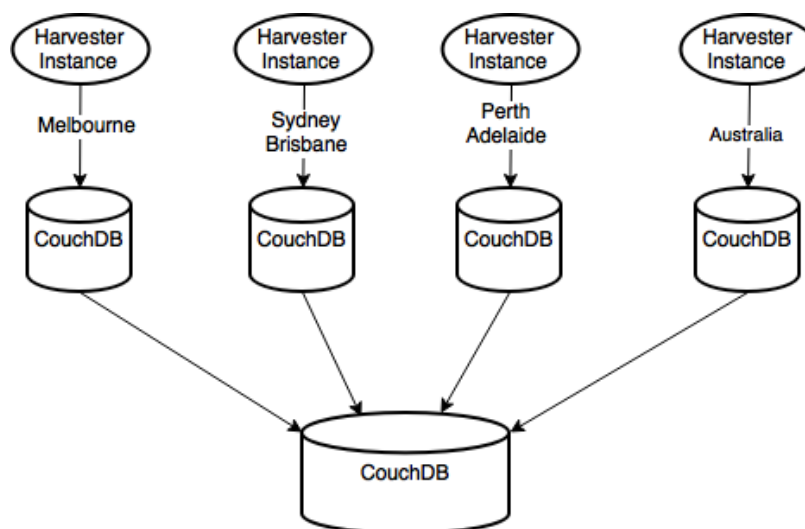 Harvester
Instance
Harvester
Instance
Harvester
Instance
Harvester
Instance
Melbourne
Sydney
Brisbane
Perth
Adelaide
Australia
CouchDB
CouchDB
CouchDB
CouchDB
CouchDB